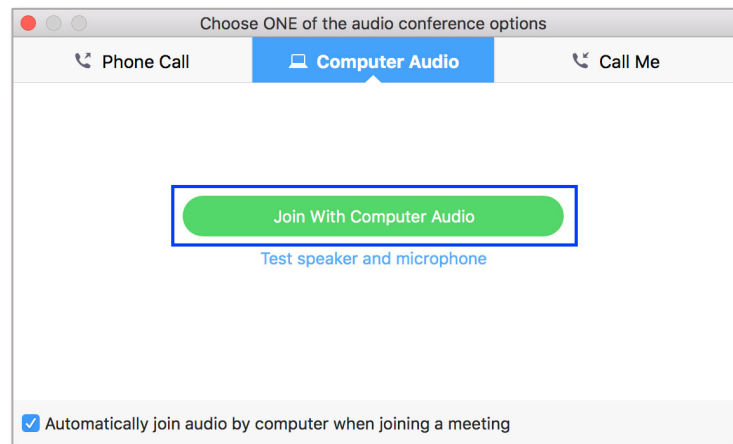 Choose ONE of the audio conference options
Phone Call
Computer Audio
Call Me
Join With Computer Audio
Test speaker and microphone
Automatically join audio by computer when joining a meeting